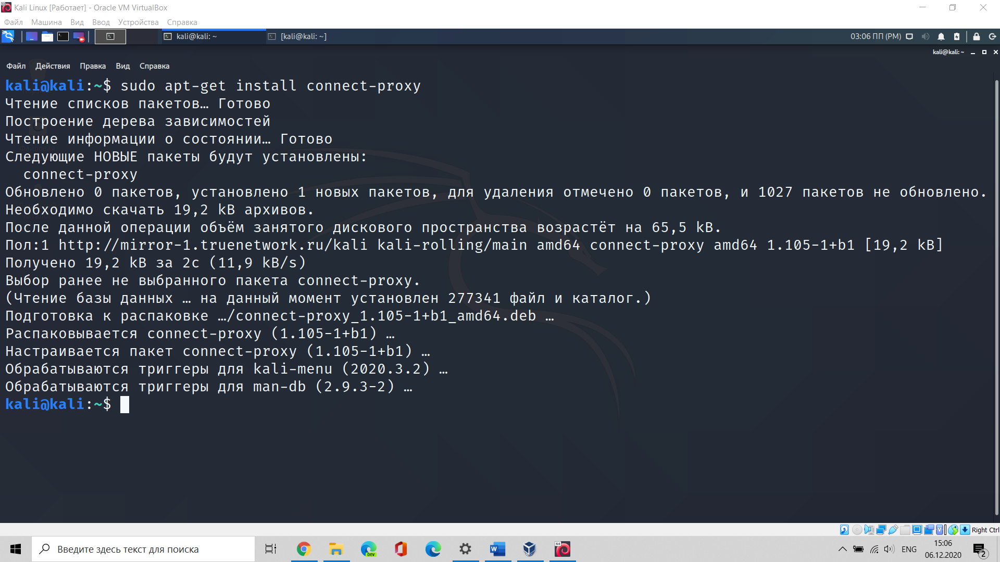 Kali Linux [Работает] - Oracle VM VirtualBox
Файл Машина Вид Ввод Устройства Справка
kali@kali: ~ [kali@kali: ~] 03:06 ПП (PM)
kali@kali: ~
Файл Действия Правка Вид Справка
kali@kali:~$ sudo apt-get install connect-proxy
Чтение списков пакетов… Готово
Построение дерева зависимостей
Чтение информации о состоянии… Готово
Следующие НОВЫЕ пакеты будут установлены:
connect-proxy
Обновлено 0 пакетов, установлено 1 новых пакетов, для удаления отмечено 0 пакетов, и 1027 пакетов не обновлено.
Необходимо скачать 19,2 kB архивов.
После данной операции объём занятого дискового пространства возрастёт на 65,5 kB.
Пол:1 http://mirror-1.truenetwork.ru/kali kali-rolling/main amd64 connect-proxy amd64 1.105-1+b1 [19,2 kB]
Получено 19,2 kB за 2с (11,9 kB/s)
Выбор ранее не выбранного пакета connect-proxy.
(Чтение базы данных … на данный момент установлен 277341 файл и каталог.)
Подготовка к распаковке …/connect-proxy_1.105-1+b1_amd64.deb …
Распаковывается connect-proxy (1.105-1+b1) …
Настраивается пакет connect-proxy (1.105-1+b1) …
Обрабатываются триггеры для kali-menu (2020.3.2) …
Обрабатываются триггеры для man-db (2.9.3-2) …
kali@kali:~$
Right Ctrl
Введите здесь текст для поиска
DEV
64
ENG
15:06
06.12.2020
2